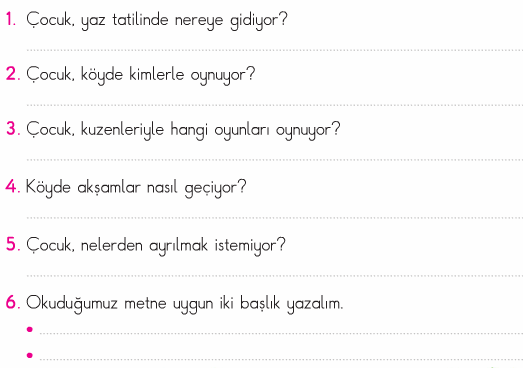 1. Çocuk, yaz tatilinde nereye gidiyor?
2. Çocuk, köyde kimlerle oynuyor?
3. Çocuk, kuzenleriyle hangi oyunları oynuyor?
4. Köyde akşamlar nasıl geçiyor?
5. Çocuk, nelerden ayrılmak istemiyor?
6. Okuduğumuz metne uygun iki başlık yazalım.